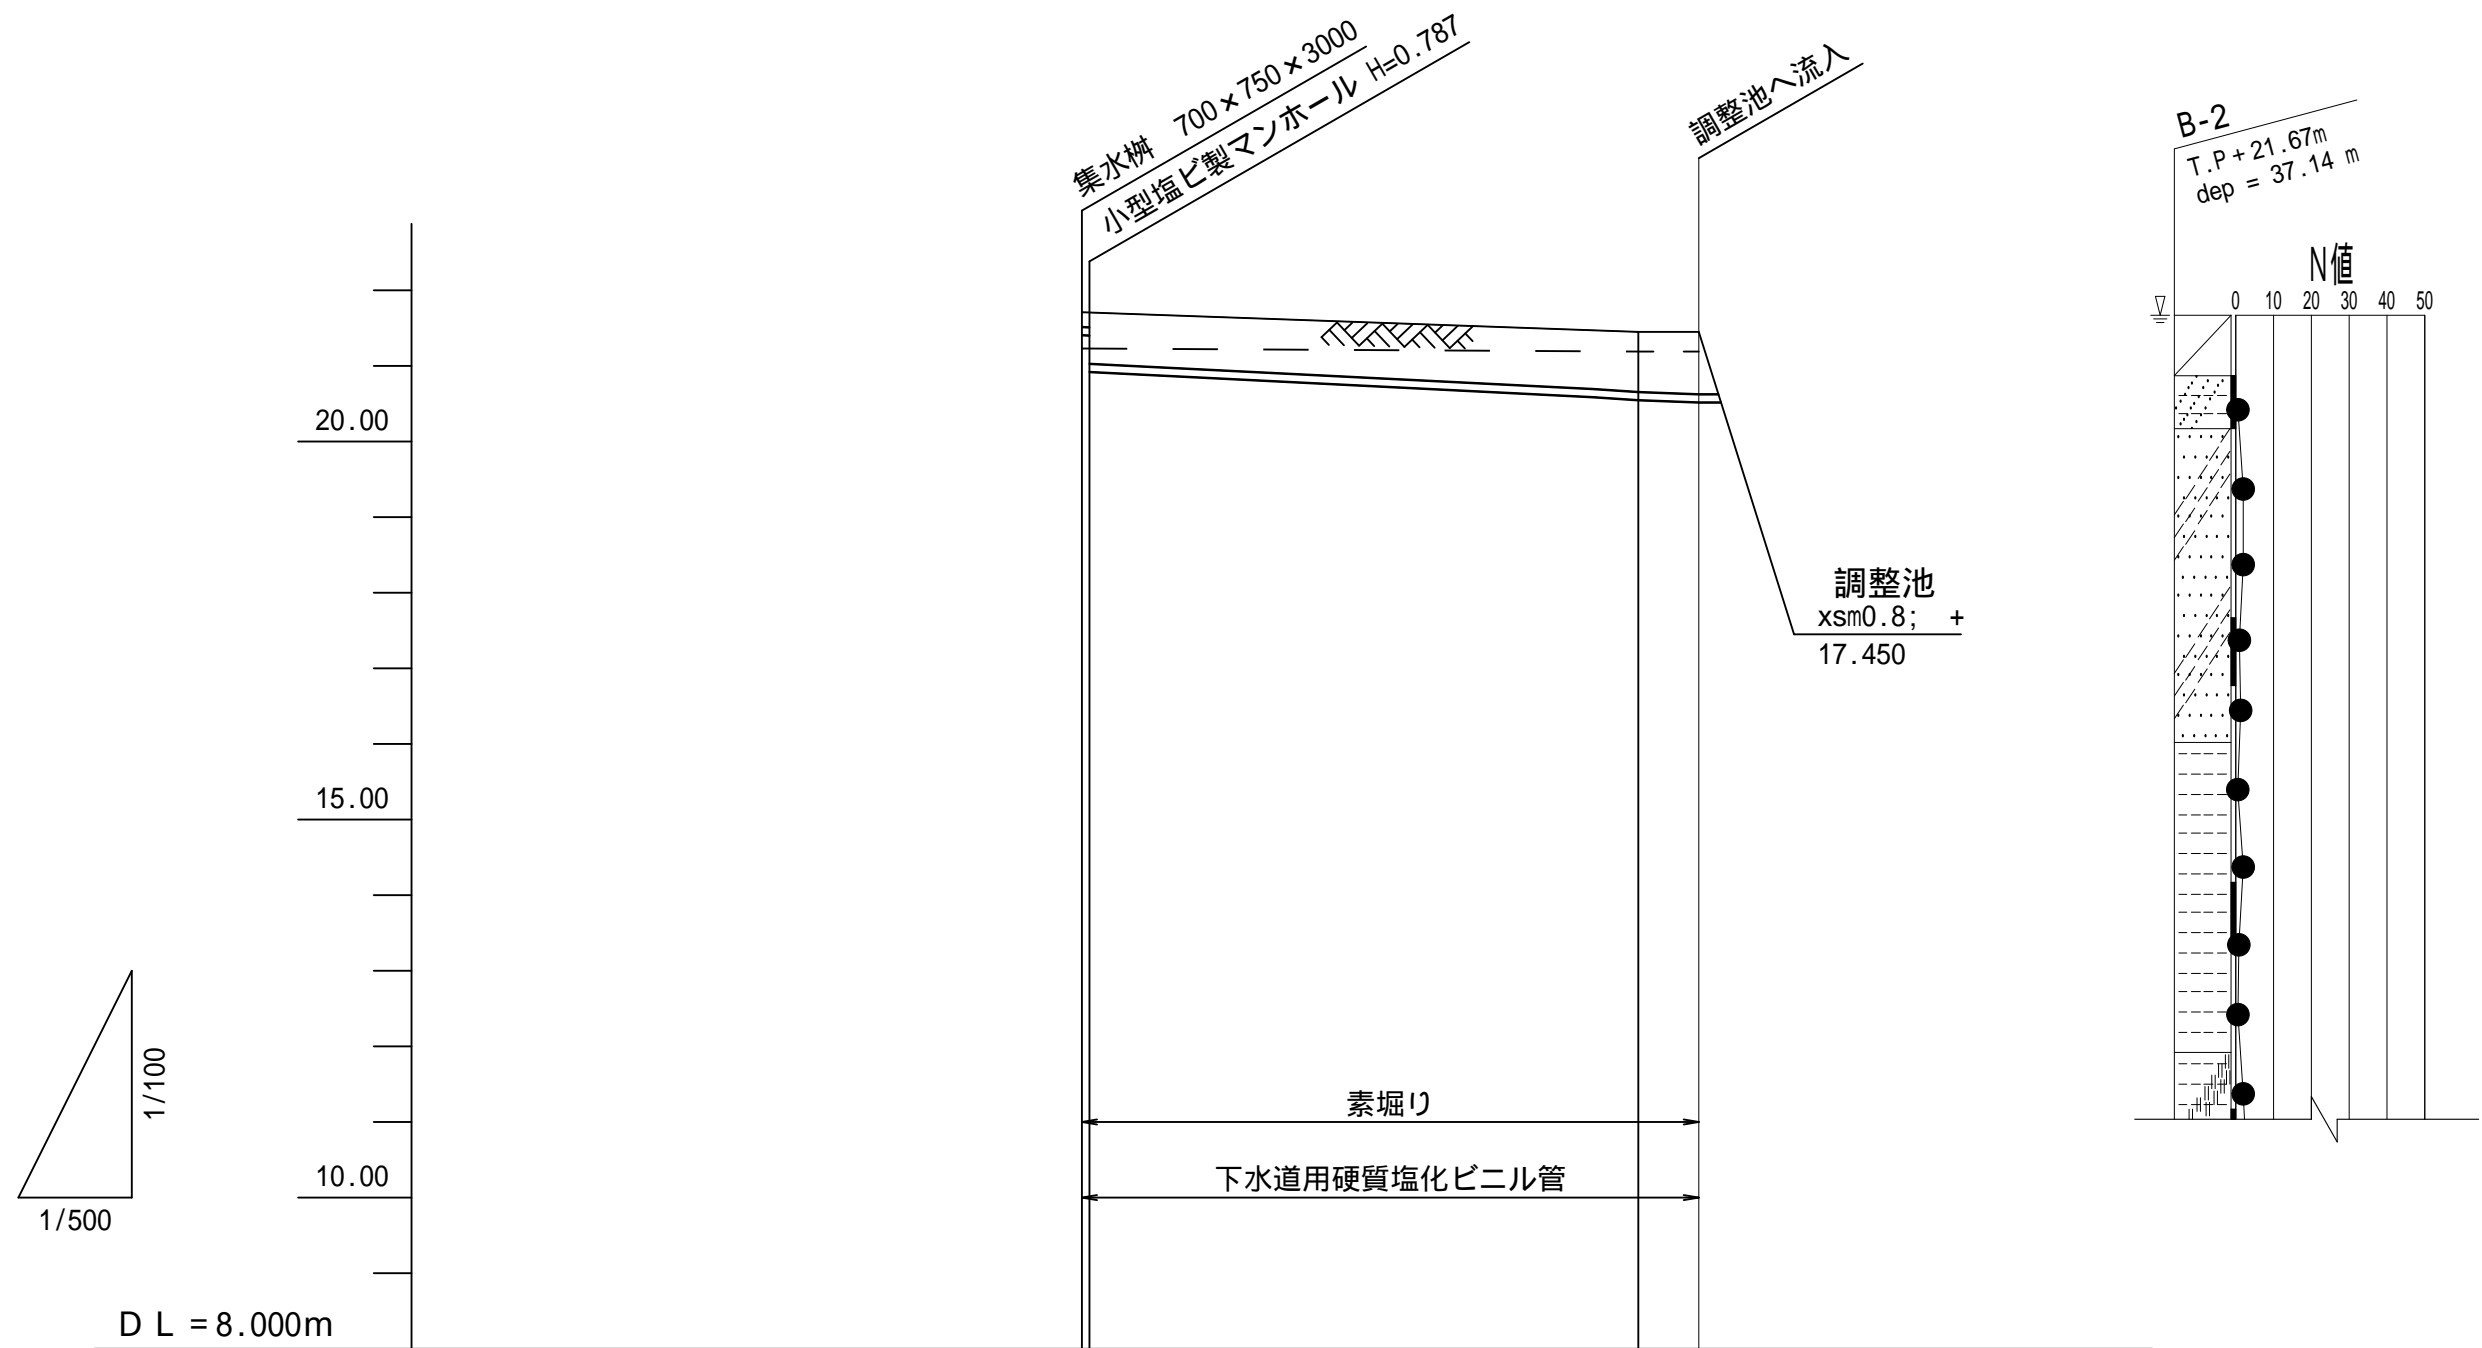 集水桝 700×750×3000
小型塩ビ製マンホール H=0.787
調整池へ流入
B-2
T.P+21.67m
dep = 37.14 m
N値
0 10 20 30 40 50
20.00
調整池
xsm0.8; +
17.450
15.00
素堀り
1/100
下水道用硬質塩化ビニル管
10.00
1/500
DL=8.000m